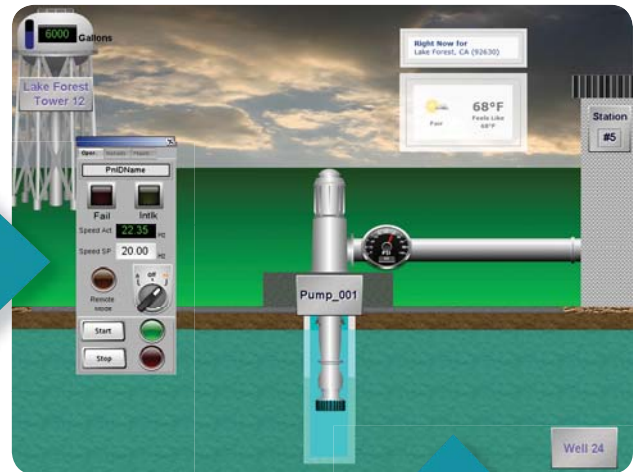 6000 Gallons
Lake Forest
Tower 12
Right Now for
Lake Forest, CA (92630)
68°F
Fair
Feels Like
68°F
Station
#5
PnlDName
Fail
Intlk
Speed Act 22.35 Hz
Speed SP 20.00 Hz
Off
Remote
Mode
Start
Stop
PSI
Pump_001
Well 24